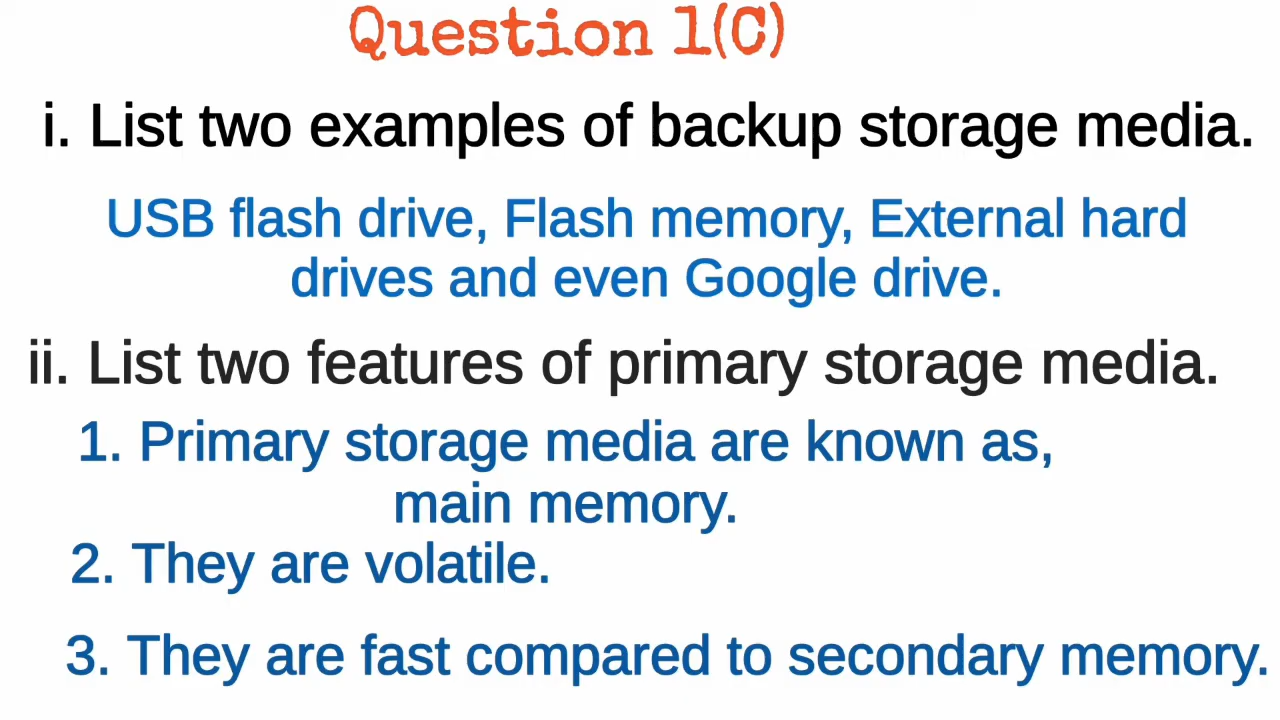 Question 1(C)
i. List two examples of backup storage media.
USB flash drive, Flash memory, External hard
drives and even Google drive.
ii. List two features of primary storage media.
1. Primary storage media are known as,
main memory.
2. They are volatile.
3. They are fast compared to secondary memory.